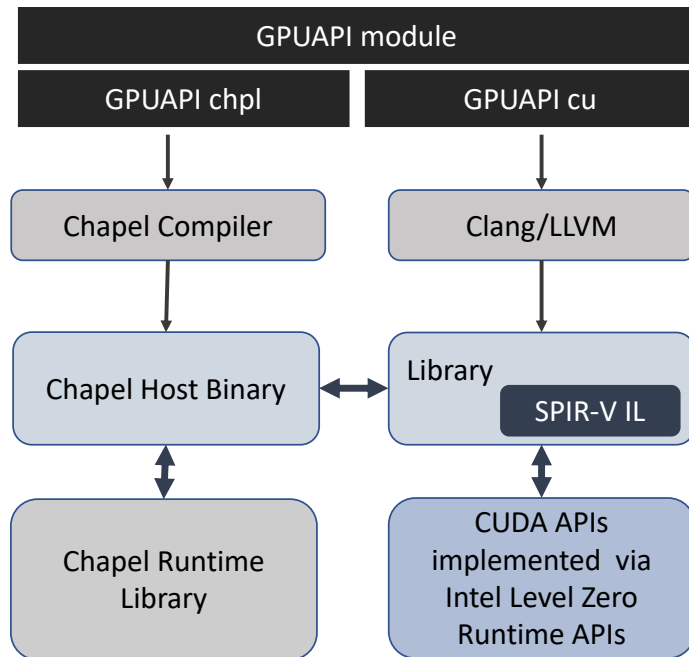 GPUAPI module
GPUAPI chpl
GPUAPI cu
Chapel Compiler
Clang/LLVM
Chapel Host Binary
Library
SPIR-V IL
Chapel Runtime
Library
CUDA APIs
implemented via
Intel Level Zero
Runtime APIs